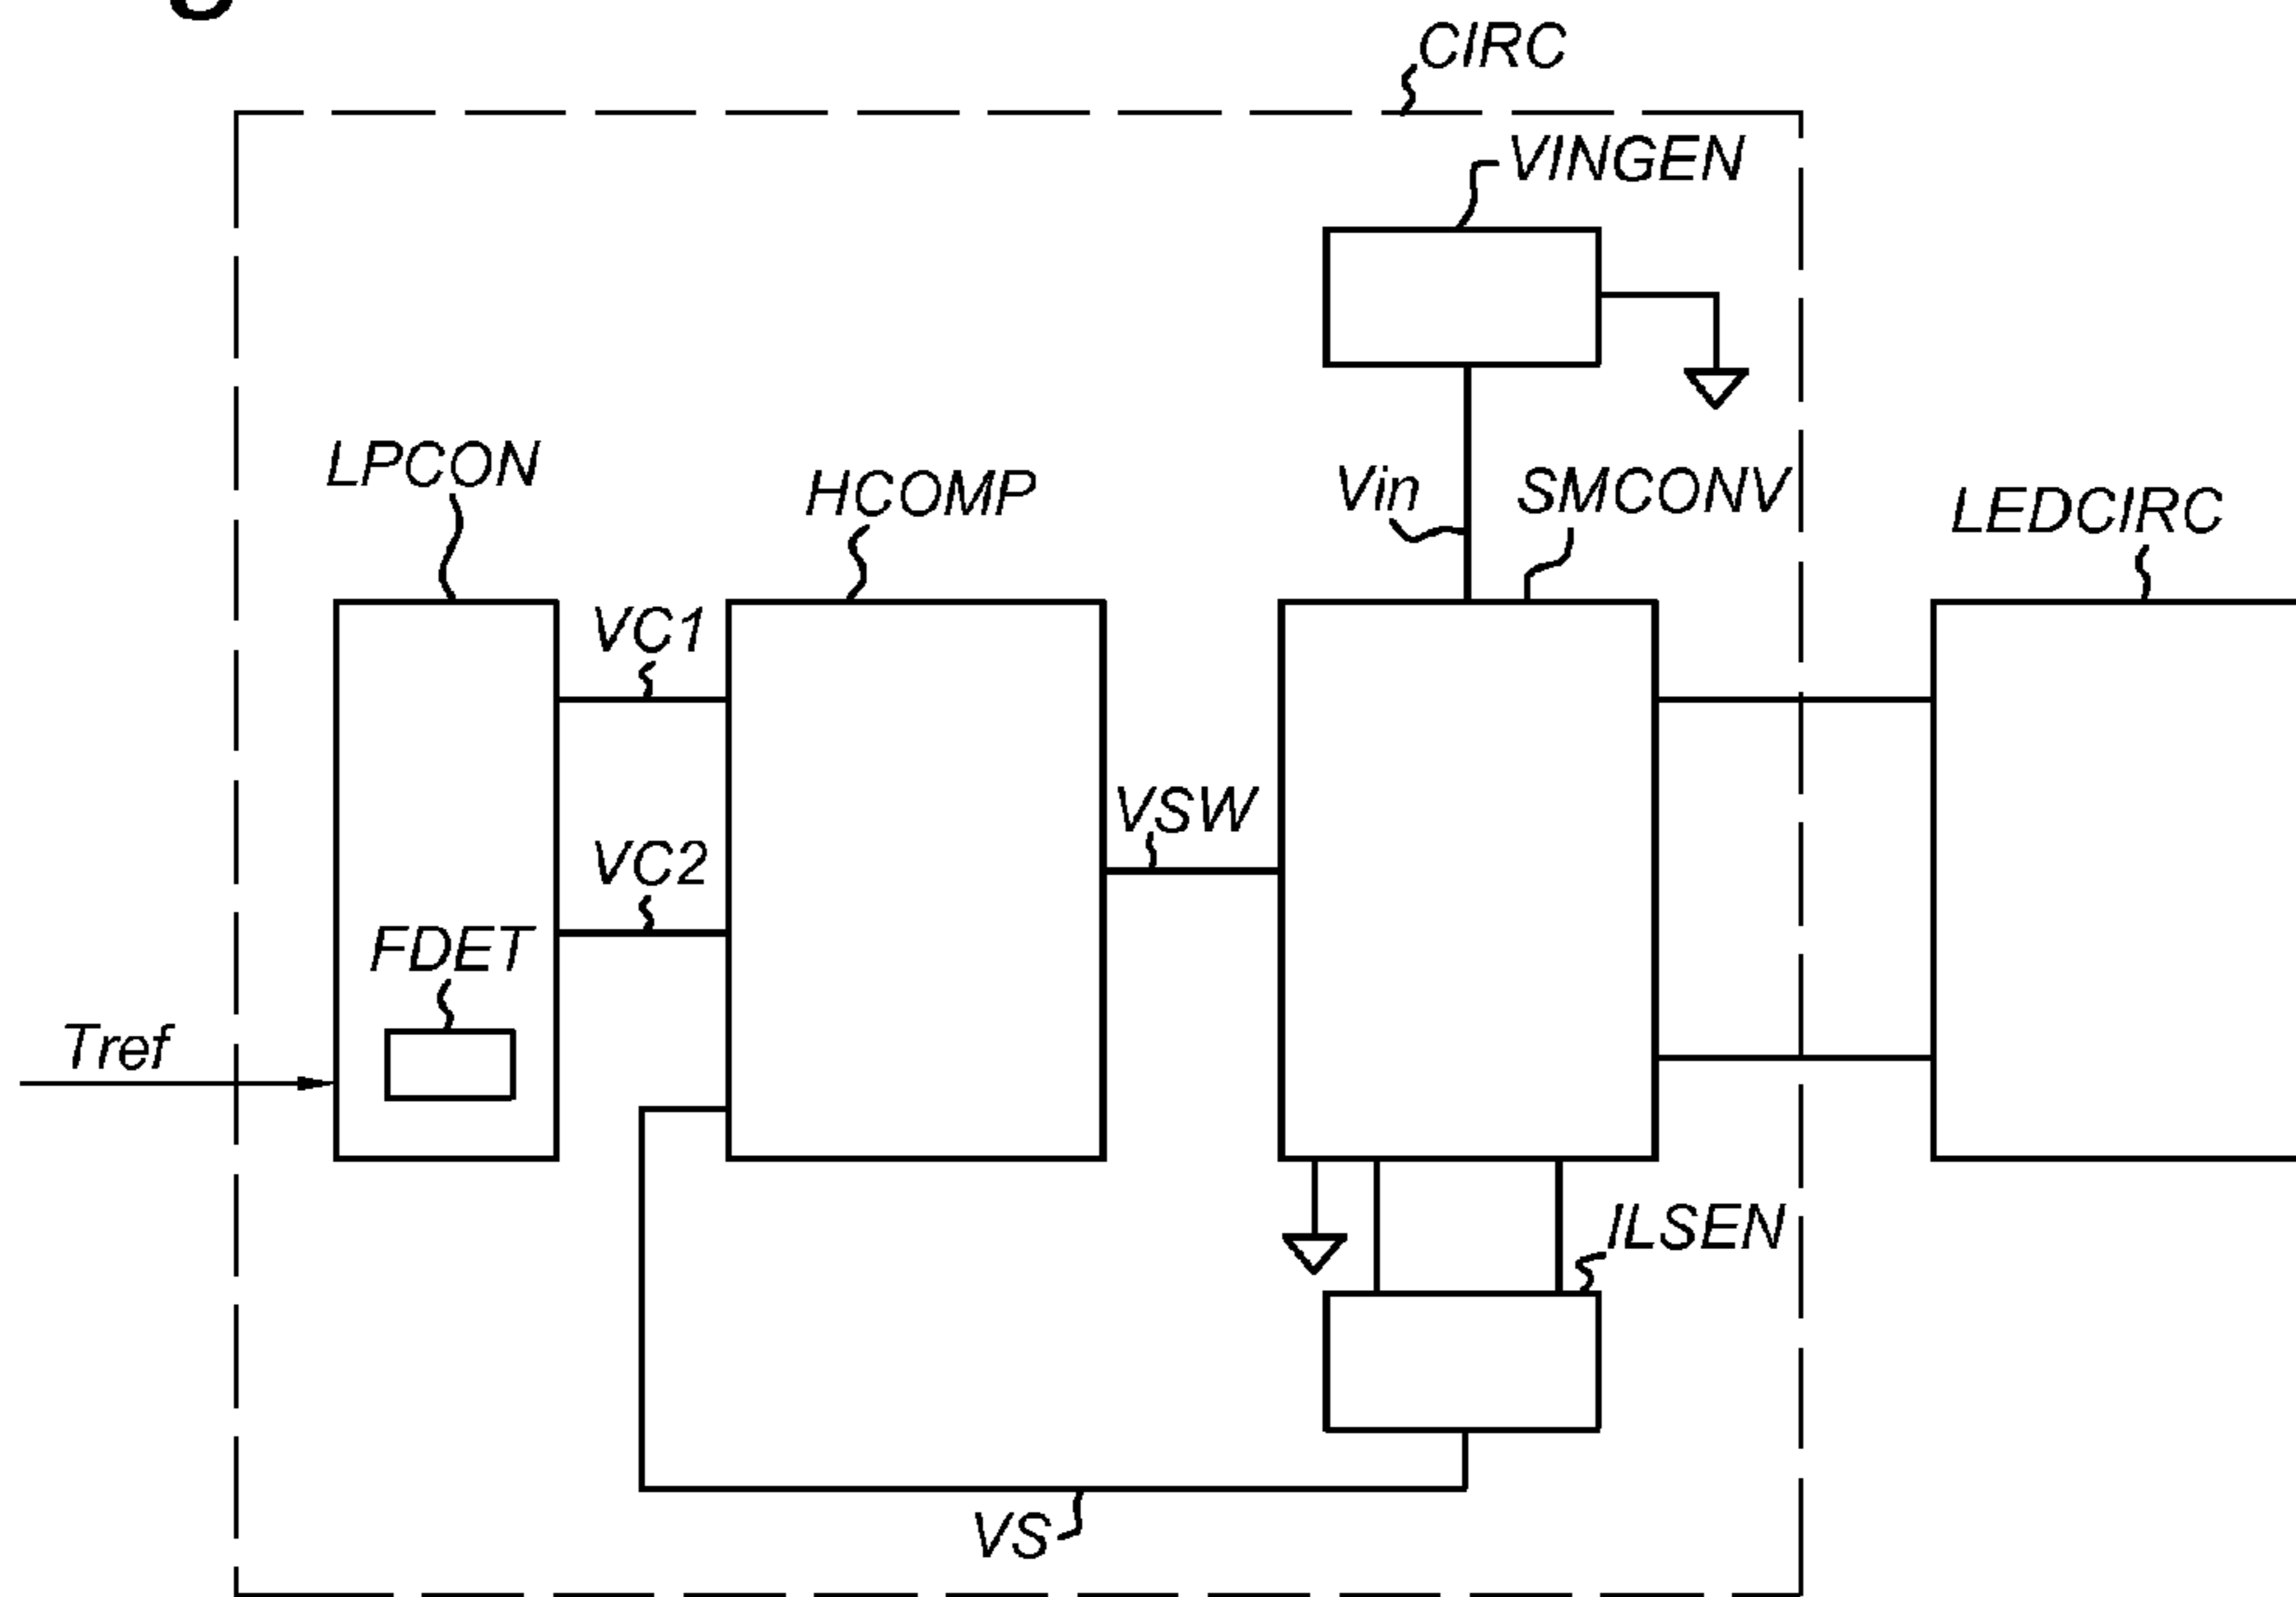 CIRC
VINGEN
LPCON
HCOMP
Vin
SMCONV
LEDCIRC
VC1
VSW
VC2
FDET
Tref
ILSEN
VS